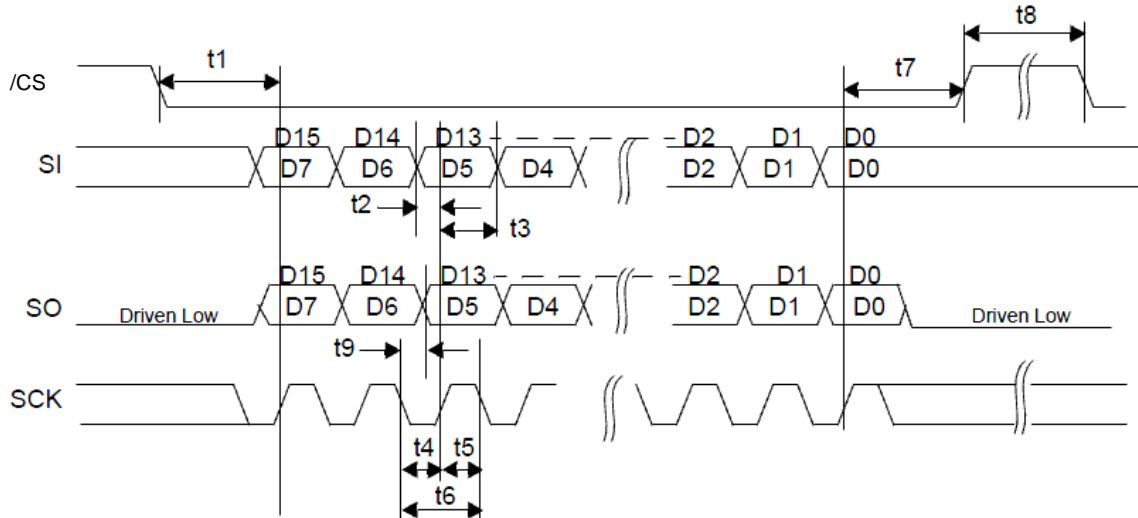 t8
t1
t7
/CS
D15 D14 D13 D2 D1 D0
SI D7 D6 D5 D4 D2 D1 D0
t2 t3
D15 D14 D13 D2 D1 D0
SO Driven Low D7 D6 D5 D4 D2 D1 D0 Driven Low
t9
SCK
t4 t5
t6